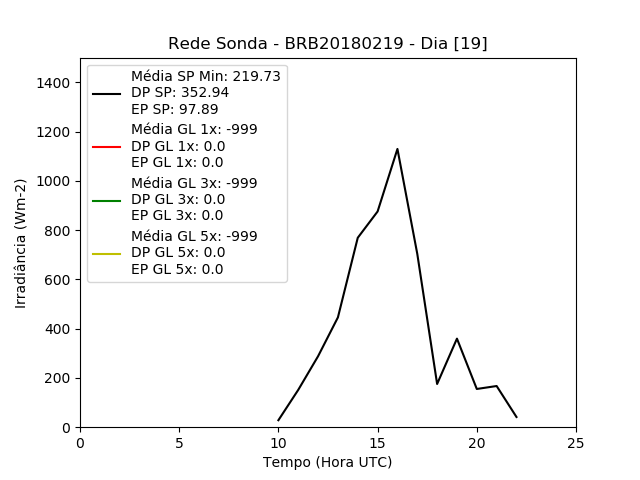 Rede Sonda - BRB20180219 - Dia [19]
Média SP Min: 219.73
DP SP: 352.94
EP SP: 97.89
Média GL 1x: -999
DP GL 1x: 0.0
EP GL 1x: 0.0
Média GL 3x: -999
DP GL 3x: 0.0
EP GL 3x: 0.0
Média GL 5x: -999
DP GL 5x: 0.0
EP GL 5x: 0.0
Irradiância (Wm-2)
1400
1200
1000
800
600
400
200
0
0 5 10 15 20 25
Tempo (Hora UTC)